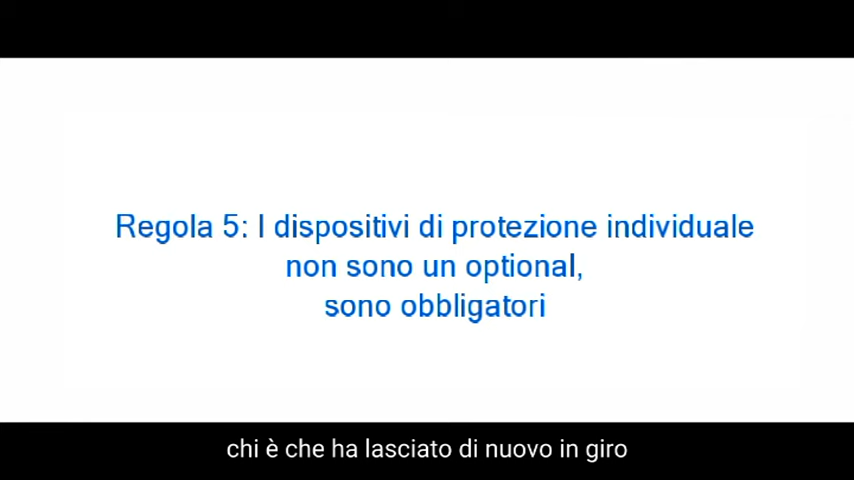 Regola 5: I dispositivi di protezione individuale
non sono un optional,
sono obbligatori
chi è che ha lasciato di nuovo in giro